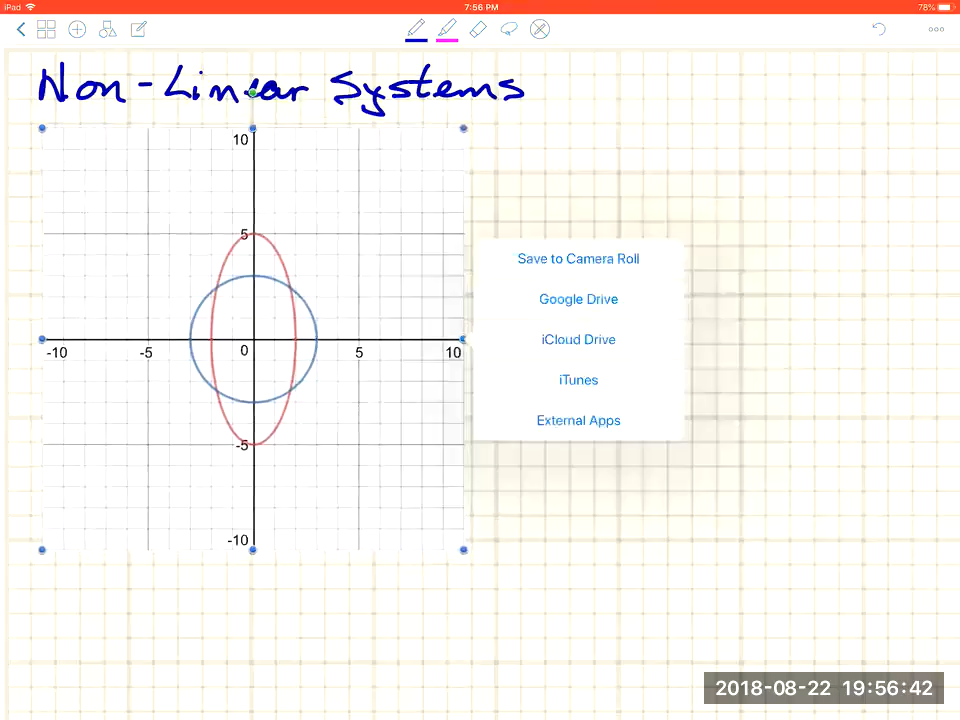 iPad 7:56 PM 78%
Non-Linear Systems
10
5
-10 -5 0 5 10
-5
-10
Save to Camera Roll
Google Drive
iCloud Drive
iTunes
External Apps
2018-08-22 19:56:42